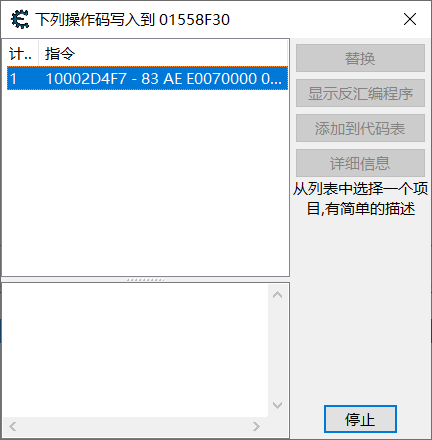 下列操作码写入到 01558F30
计..
指令
1
10002D4F7 - 83 AE E0070000 0...
替换
显示反汇编程序
添加到代码表
详细信息
从列表中选择一个项
目,有简单的描述
停止